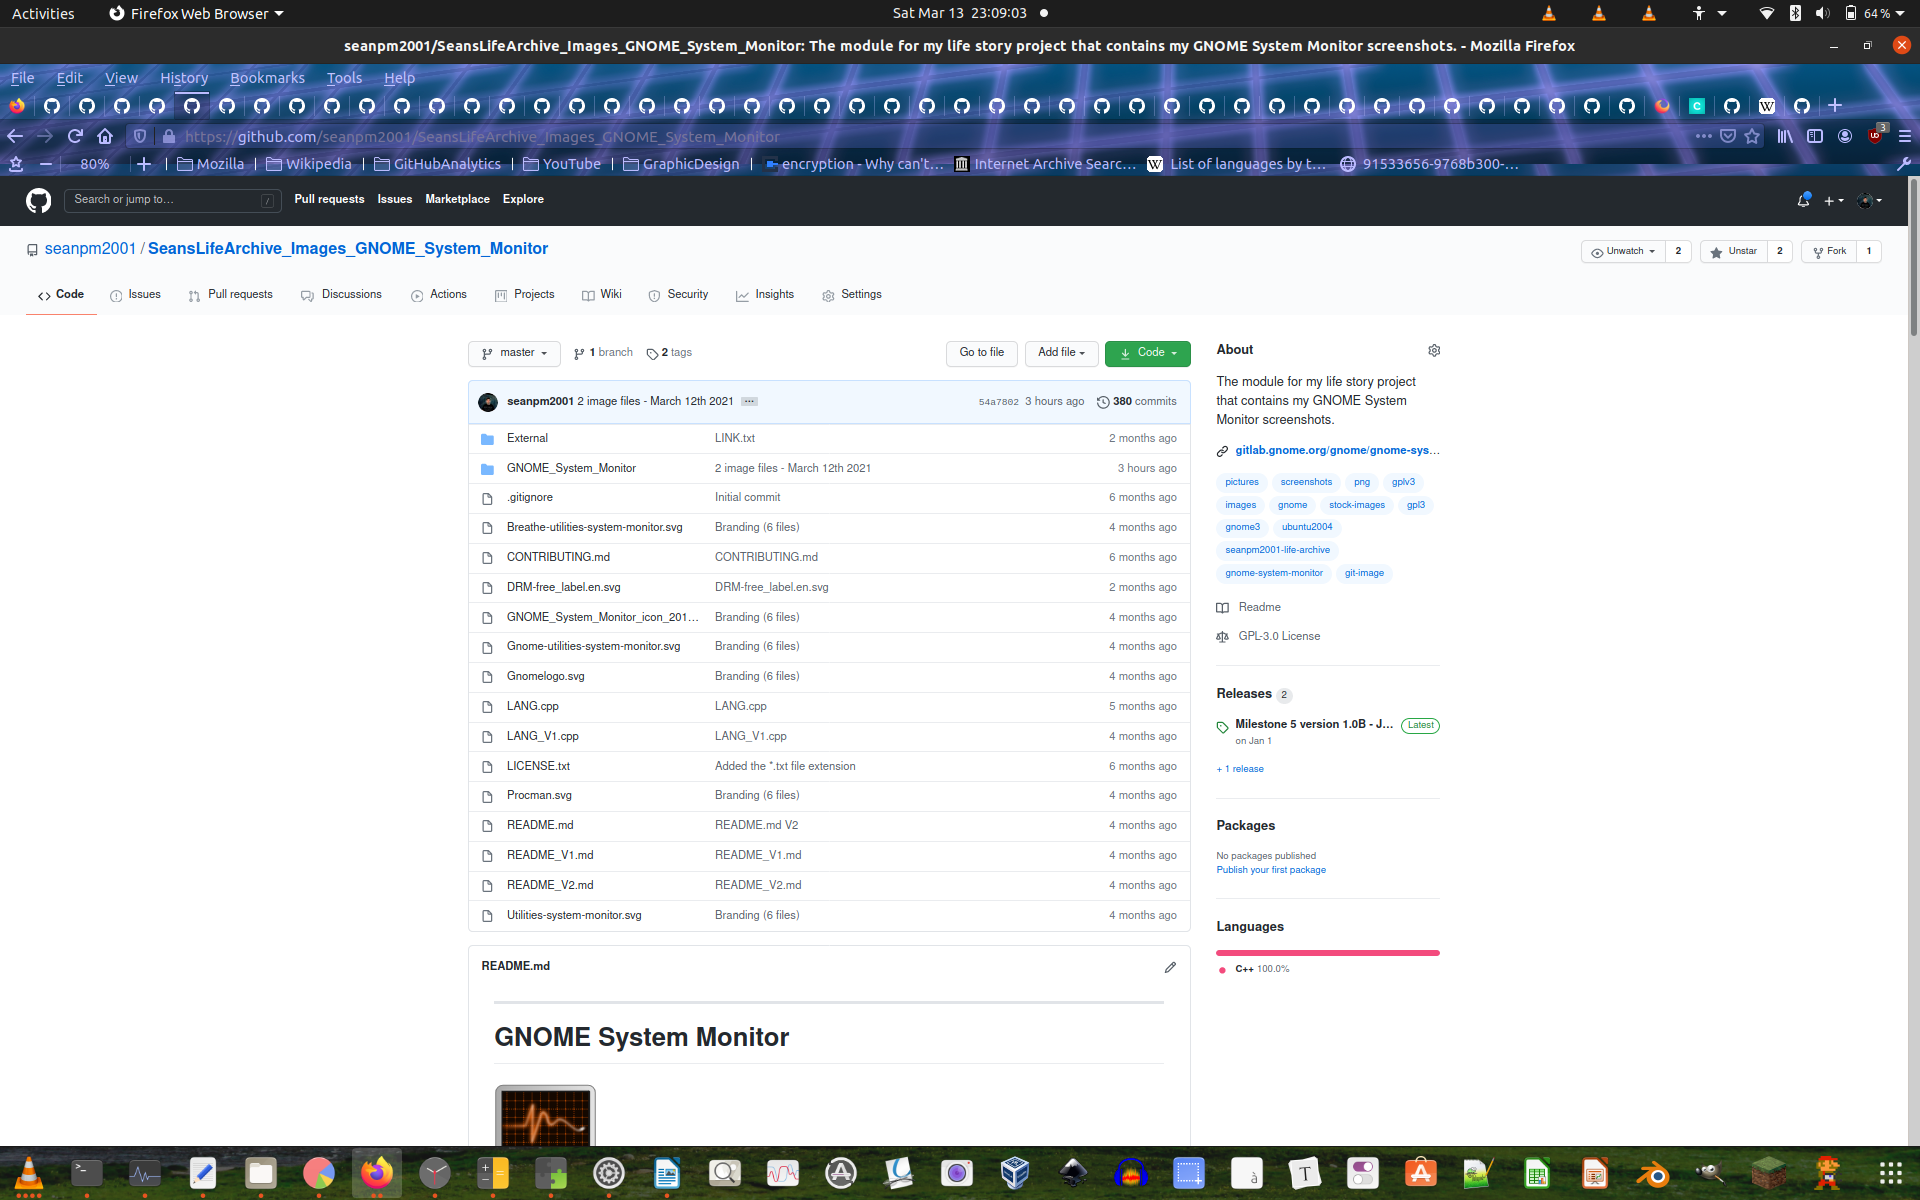 Activities
Firefox Web Browser
Sat Mar 13 23:09:03
64 %
seanpm2001/SeansLifeArchive_Images_GNOME_System_Monitor: The module for my life story project that contains my GNOME System Monitor screenshots. - Mozilla Firefox
File Edit View History Bookmarks Tools Help
https://github.com/seanpm2001/SeansLifeArchive_Images_GNOME_System_Monitor
3
80%
Mozilla
Wikipedia
GitHubAnalytics
YouTube
GraphicDesign
encryption - Why can't…
Internet Archive Searc…
List of languages by t…
91533656-9768b300-…
Search or jump to…
/
Pull requests Issues Marketplace Explore
seanpm2001 / SeansLifeArchive_Images_GNOME_System_Monitor
Unwatch 2
Unstar 2
Fork 1
Code Issues Pull requests Discussions Actions Projects Wiki Security Insights Settings
master
1 branch
2 tags
Go to file
Add file
Code
seanpm2001 2 image files - March 12th 2021 ...
54a7802 3 hours ago
380 commits
External LINK.txt 2 months ago
GNOME_System_Monitor 2 image files - March 12th 2021 3 hours ago
.gitignore Initial commit 6 months ago
Breathe-utilities-system-monitor.svg Branding (6 files) 4 months ago
CONTRIBUTING.md CONTRIBUTING.md 6 months ago
DRM-free_label.en.svg DRM-free_label.en.svg 2 months ago
GNOME_System_Monitor_icon_201… Branding (6 files) 4 months ago
Gnome-utilities-system-monitor.svg Branding (6 files) 4 months ago
Gnomelogo.svg Branding (6 files) 4 months ago
LANG.cpp LANG.cpp 5 months ago
LANG_V1.cpp LANG_V1.cpp 4 months ago
LICENSE.txt Added the *.txt file extension 6 months ago
Procman.svg Branding (6 files) 4 months ago
README.md README.md V2 4 months ago
README_V1.md README_V1.md 4 months ago
README_V2.md README_V2.md 4 months ago
Utilities-system-monitor.svg Branding (6 files) 4 months ago
README.md
GNOME System Monitor
About
The module for my life story project
that contains my GNOME System
Monitor screenshots.
gitlab.gnome.org/gnome/gnome-sys…
pictures screenshots png gplv3
images gnome stock-images gpl3
gnome3 ubuntu2004
seanpm2001-life-archive
gnome-system-monitor git-image
Readme
GPL-3.0 License
Releases 2
Milestone 5 version 1.0B - J… Latest
on Jan 1
+ 1 release
Packages
No packages published
Publish your first package
Languages
C++ 100.0%